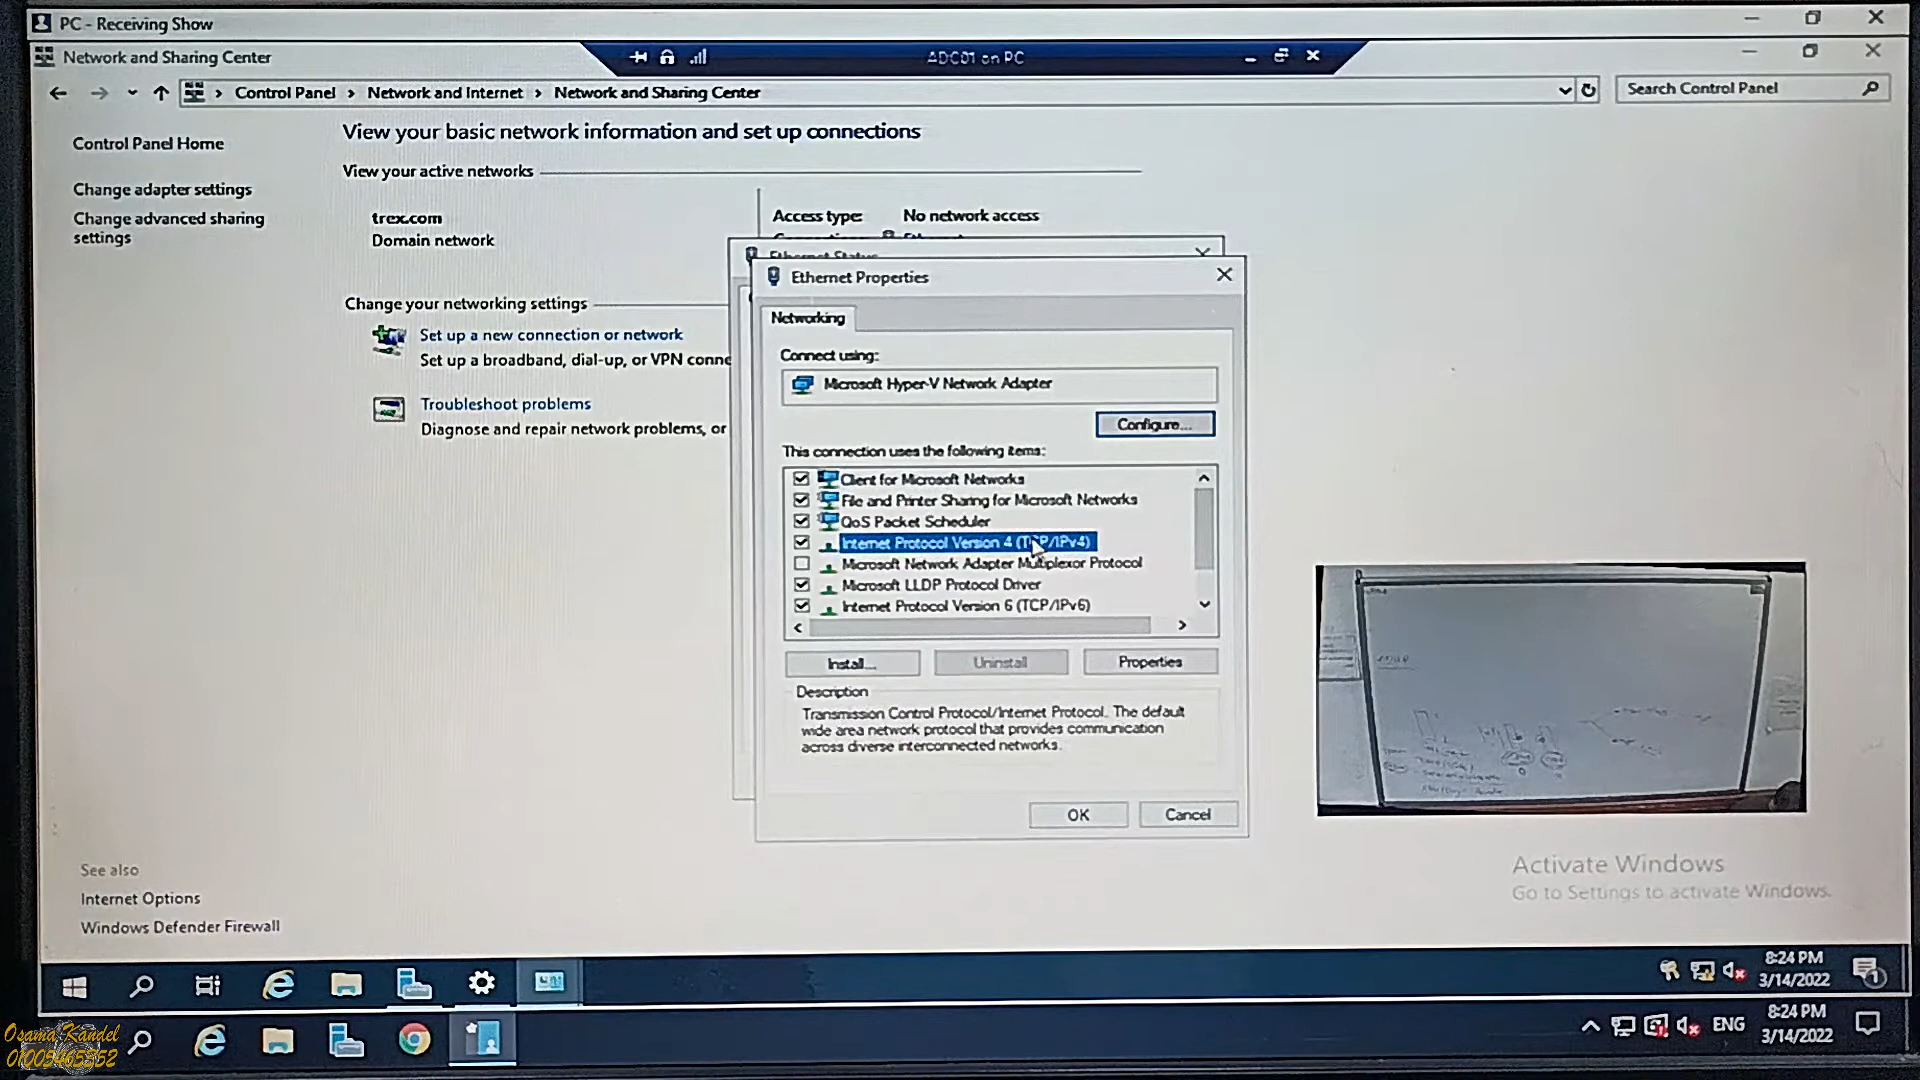 PC - Receiving Show
Network and Sharing Center
ADC01 on PC
Control Panel > Network and Internet > Network and Sharing Center
Search Control Panel
Control Panel Home
Change adapter settings
Change advanced sharing
settings
View your basic network information and set up connections
View your active networks
trex.com
Domain network
Access type:
No network access
Ethernet Status
Change your networking settings
Set up a new connection or network
Set up a broadband, dial-up, or VPN conne
Troubleshoot problems
Diagnose and repair network problems, or
Ethernet Properties
Networking
Connect using:
Microsoft Hyper-V Network Adapter
Configure...
This connection uses the following items:
Client for Microsoft Networks
File and Printer Sharing for Microsoft Networks
QoS Packet Scheduler
Internet Protocol Version 4 (TCP/IPv4)
Microsoft Network Adapter Multiplexor Protocol
Microsoft LLDP Protocol Driver
Internet Protocol Version 6 (TCP/IPv6)
Install...
Uninstall
Properties
Description
Transmission Control Protocol/Internet Protocol. The default
wide area network protocol that provides communication
across diverse interconnected networks.
OK
Cancel
See also
Internet Options
Windows Defender Firewall
Activate Windows
Go to Settings to activate Windows.
8:24 PM
3/14/2022
1
8:24 PM
ENG
3/14/2022
Osama Kandel
01005465352